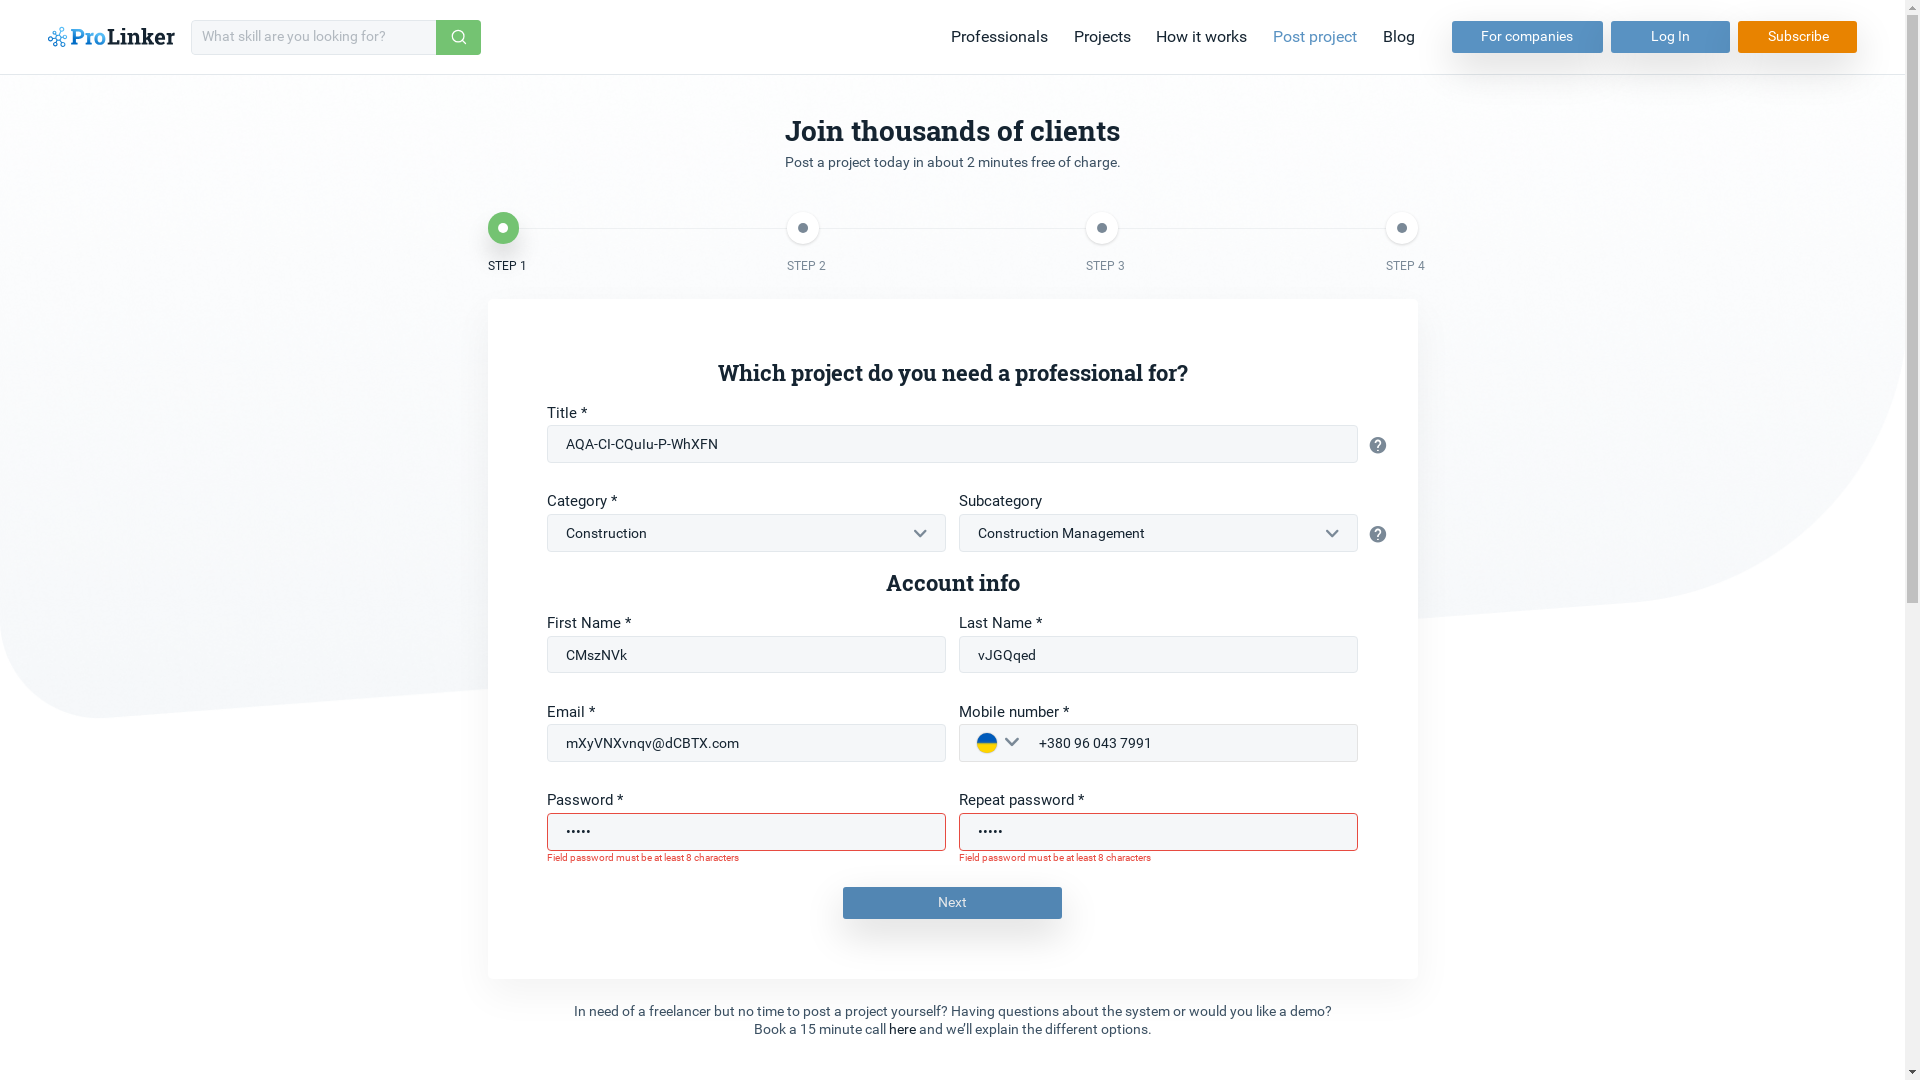 ProLinker
What skill are you looking for?
Professionals
Projects
How it works
Post project
Blog
For companies
Log In
Subscribe
Join thousands of clients
Post a project today in about 2 minutes free of charge.
STEP 1
STEP 2
STEP 3
STEP 4
Which project do you need a professional for?
Title *
AQA-CI-CQuIu-P-WhXFN
Category *
Subcategory
Construction
Construction Management
Account info
First Name *
Last Name *
CMszNVk
vJGQqed
Email *
Mobile number *
mXyVNXvnqv@dCBTX.com
+380 96 043 7991
Password *
Repeat password *
•••••
•••••
Field password must be at least 8 characters
Field password must be at least 8 characters
Next
In need of a freelancer but no time to post a project yourself? Having questions about the system or would you like a demo?
Book a 15 minute call here and we’ll explain the different options.